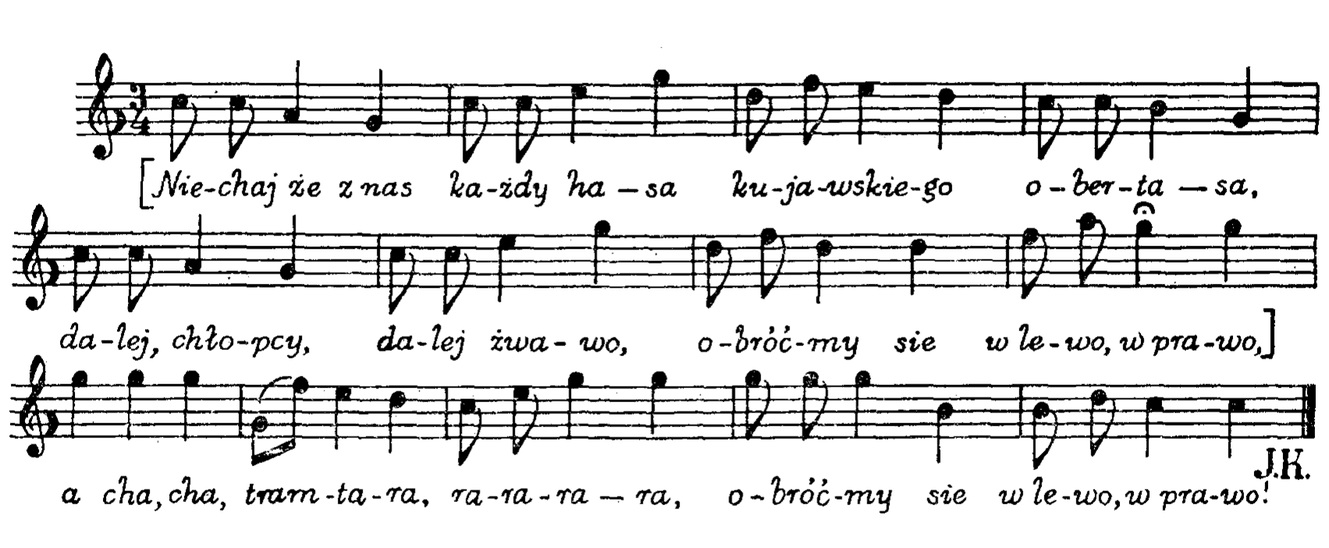 3/4
[Nie-chaj że z nas ka-żdy ha-sa ku-ja-wskie-go o-ber-ta-sa,
da-lej, chło-pcy, da-lej żwa-wo, o-bróć-my sie w le-wo, w pra-wo,]
J.K.
a cha, cha, tram-ta-ra, ra-ra-ra-ra, o-bróć-my sie w le-wo, w pra-wo!